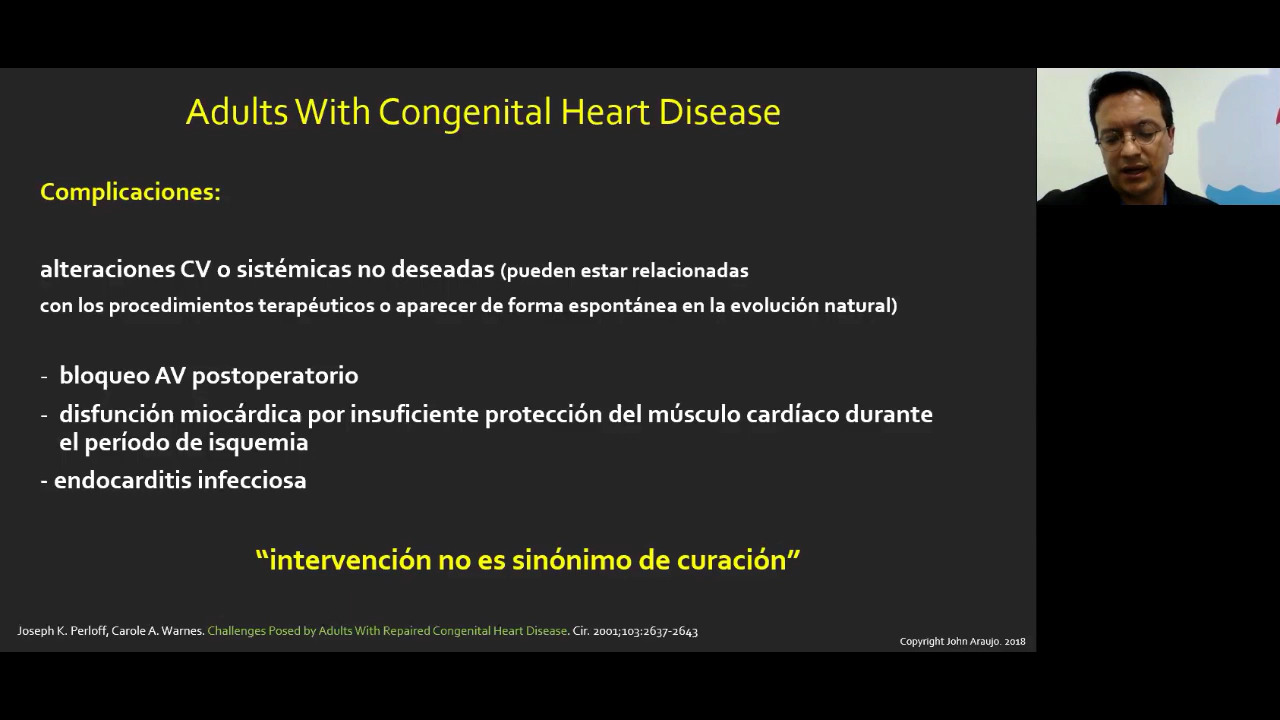 Adults With Congenital Heart Disease
Complicaciones:
alteraciones CV o sistémicas no deseadas (pueden estar relacionadas
con los procedimientos terapéuticos o aparecer de forma espontánea en la evolución natural)
- bloqueo AV postoperatorio
- disfunción miocárdica por insuficiente protección del músculo cardíaco durante
el período de isquemia
- endocarditis infecciosa
“intervención no es sinónimo de curación”
Joseph K. Perloff, Carole A. Warnes. Challenges Posed by Adults With Repaired Congenital Heart Disease. Cir. 2001;103:2637-2643
Copyright John Araujo. 2018